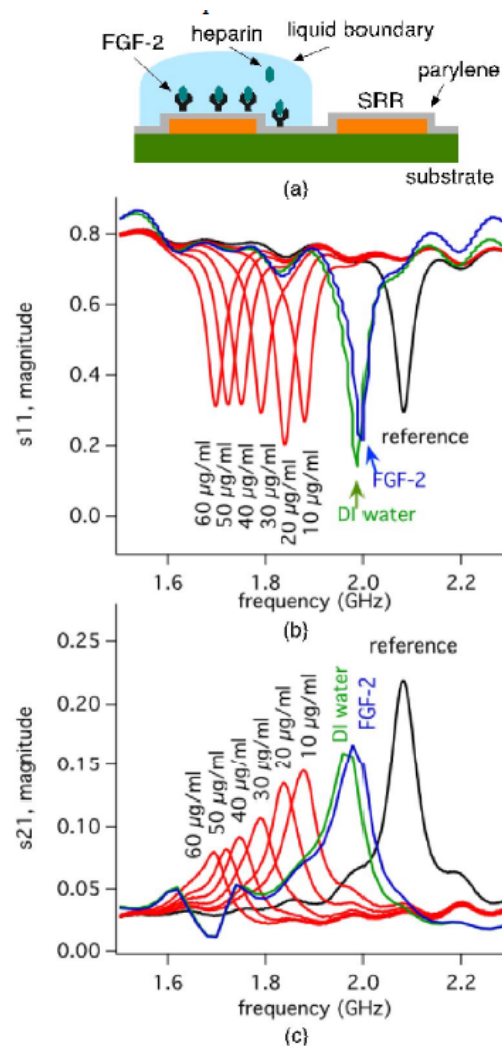 FGF-2
heparin
liquid boundary
SRR
parylene
substrate
(a)
s11, magnitude
0.8
0.6
0.4
0.2
0.0
60 µg/ml
50 µg/ml
40 µg/ml
30 µg/ml
20 µg/ml
10 µg/ml
reference
FGF-2
DI water
1.6
1.8
2.0
2.2
frequency (GHz)
(b)
s21, magnitude
0.25
0.20
0.15
0.10
0.05
0.00
60 µg/ml
50 µg/ml
40 µg/ml
30 µg/ml
20 µg/ml
10 µg/ml
DI water
FGF-2
reference
1.6
1.8
2.0
2.2
frequency (GHz)
(c)